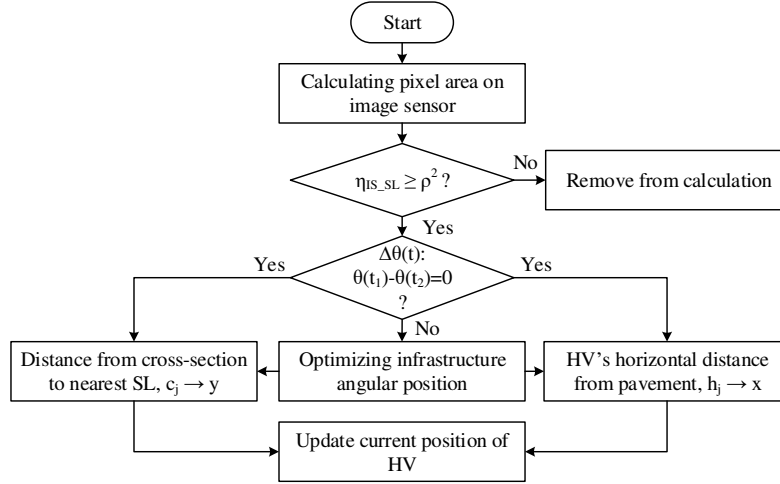 Start
Calculating pixel area on
image sensor
η_IS_SL ≥ ρ² ?
No
Remove from calculation
Yes
Δθ(t):
θ(t₁)-θ(t₂)=0
?
Yes
Yes
No
Distance from cross-section
to nearest SL, cⱼ → y
Optimizing infrastructure
angular position
HV's horizontal distance
from pavement, hⱼ → x
Update current position of
HV